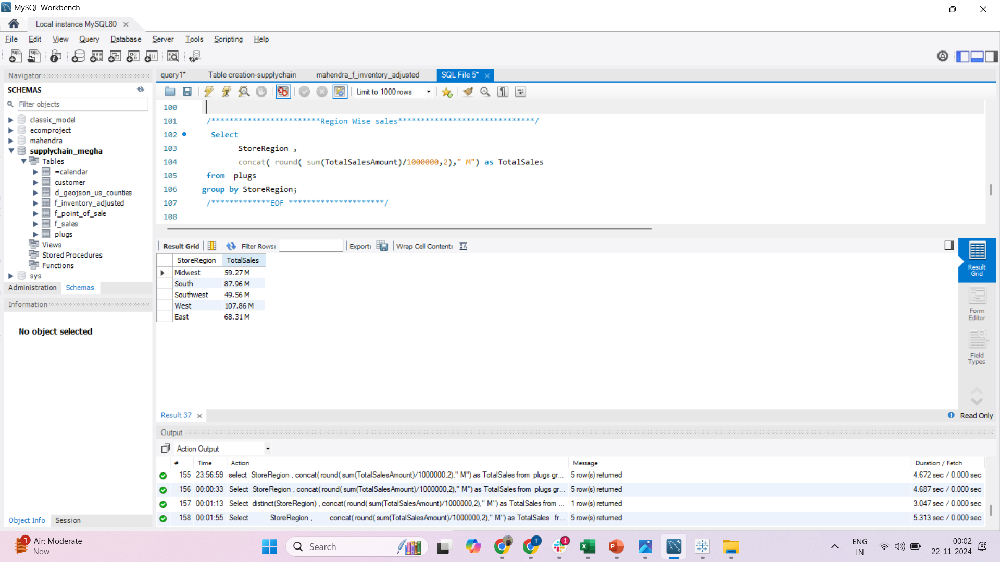 MySQL Workbench
Local instance MySQL80
File Edit View Query Database Server Tools Scripting Help
Navigator
SCHEMAS
Filter objects
classic_model
ecomproject
mahendra
supplychain_megha
Tables
=calendar
customer
d_geojson_us_counties
f_inventory_adjusted
f_point_of_sale
f_sales
plugs
Views
Stored Procedures
Functions
sys
Administration Schemas
Information
No object selected
Object Info Session
query1* Table creation-supplychain mahendra_f_inventory_adjusted SQL File 5*
Limit to 1000 rows
100
101 /************************Region Wise sales******************************/
102 Select
103 StoreRegion ,
104 concat( round( sum(TotalSalesAmount)/1000000,2)," M") as TotalSales
105 from plugs
106 group by StoreRegion;
107 /*************EOF *********************/
108
Result Grid Filter Rows: Export: Wrap Cell Content:
StoreRegion TotalSales
Midwest 59.27 M
South 87.96 M
Southwest 49.56 M
West 107.86 M
East 68.31 M
Result Grid
Form Editor
Field Types
Result 37
Read Only
Output
Action Output
# Time Action Message Duration / Fetch
155 23:56:59 select StoreRegion , concat( round( sum(TotalSalesAmount)/1000000,2)," M") as TotalSales from plugs gr... 5 row(s) returned 4.672 sec / 0.000 sec
156 00:00:33 Select StoreRegion , concat( round( sum(TotalSalesAmount)/1000000,2)," M") as TotalSales from plugs gr... 5 row(s) returned 4.687 sec / 0.000 sec
157 00:01:13 Select distinct(StoreRegion) , concat( round( sum(TotalSalesAmount)/1000000,2)," M") as TotalSales from ... 1 row(s) returned 3.047 sec / 0.000 sec
158 00:01:55 Select StoreRegion , concat( round( sum(TotalSalesAmount)/1000000,2)," M") as TotalSales fr... 5 row(s) returned 5.313 sec / 0.000 sec
1
Air: Moderate
Now
Search
T
1
ENG
IN
00:02
22-11-2024